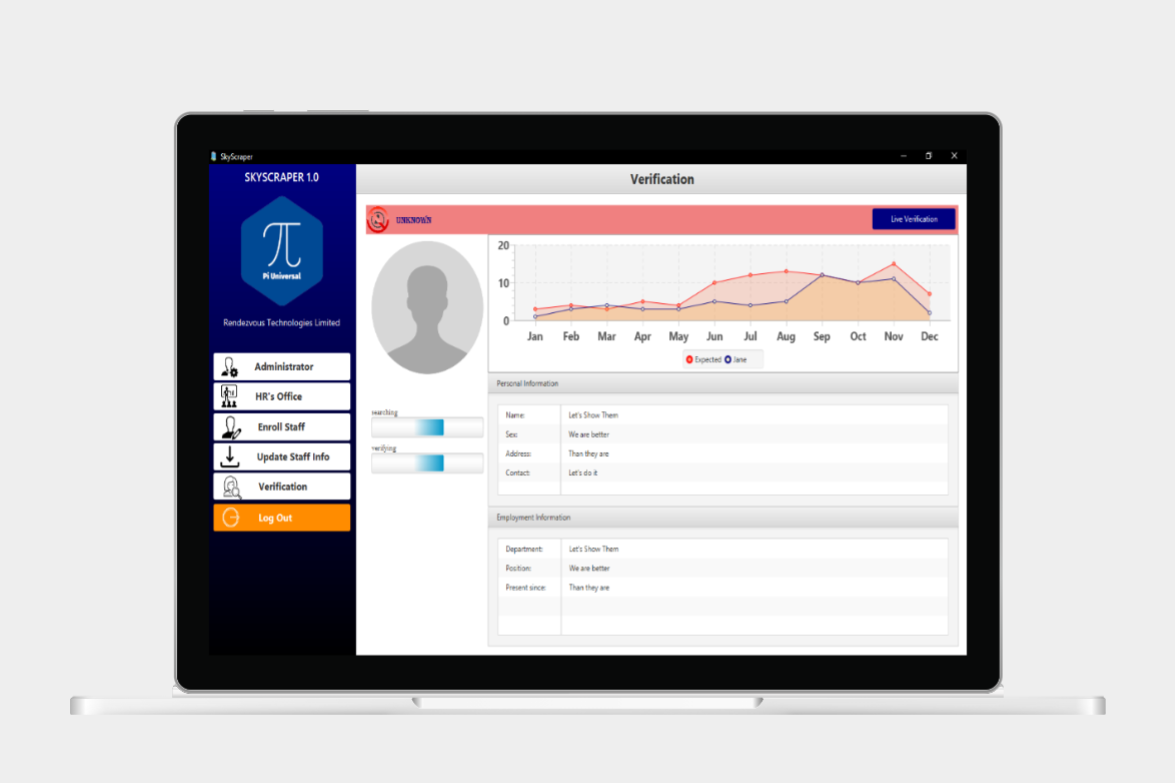 SkyScraper
SKYSCRAPER 1.0
π
Pi Universal
Rendezvous Technologies Limited
Administrator
HR's Office
Enroll Staff
Update Staff Info
Verification
Log Out
Verification
UNKNOWN
Live Verification
20
10
0
Jan Feb Mar Apr May Jun Jul Aug Sep Oct Nov Dec
Expected Jane
searching
verifying
Personal Information
Name: Let's Show Them
Sex: We are better
Address: Than they are
Contact: Let's do it
Employment Information
Department: Let's Show Them
Position: We are better
Present since: Than they are